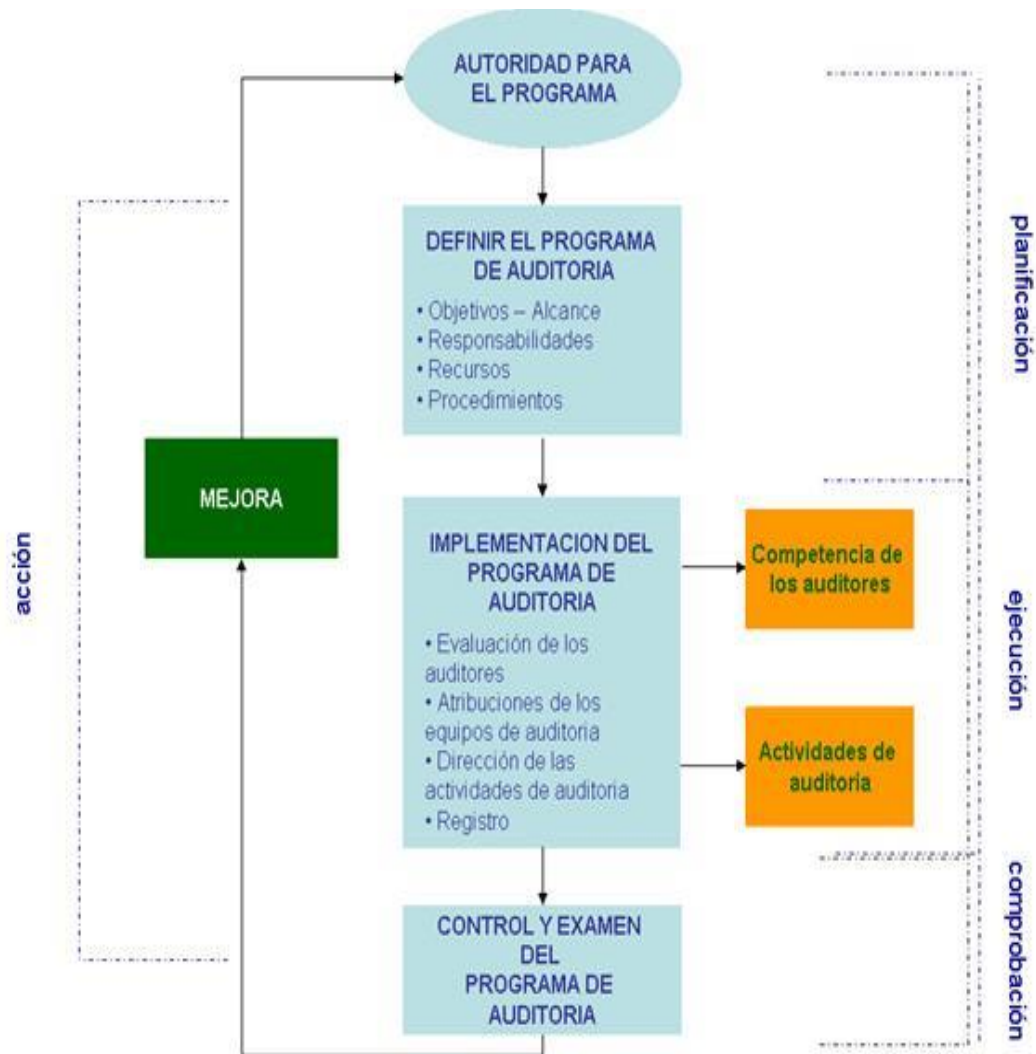 AUTORIDAD PARA
EL PROGRAMA
DEFINIR EL PROGRAMA
DE AUDITORIA
• Objetivos – Alcance
• Responsabilidades
• Recursos
• Procedimientos
planificación
MEJORA
acción
IMPLEMENTACION DEL
PROGRAMA DE
AUDITORIA
• Evaluación de los
auditores
• Atribuciones de los
equipos de auditoria
• Dirección de las
actividades de auditoria
• Registro
Competencia de
los auditores
Actividades de
auditoria
ejecución
CONTROL Y EXAMEN
DEL
PROGRAMA DE
AUDITORIA
comprobación